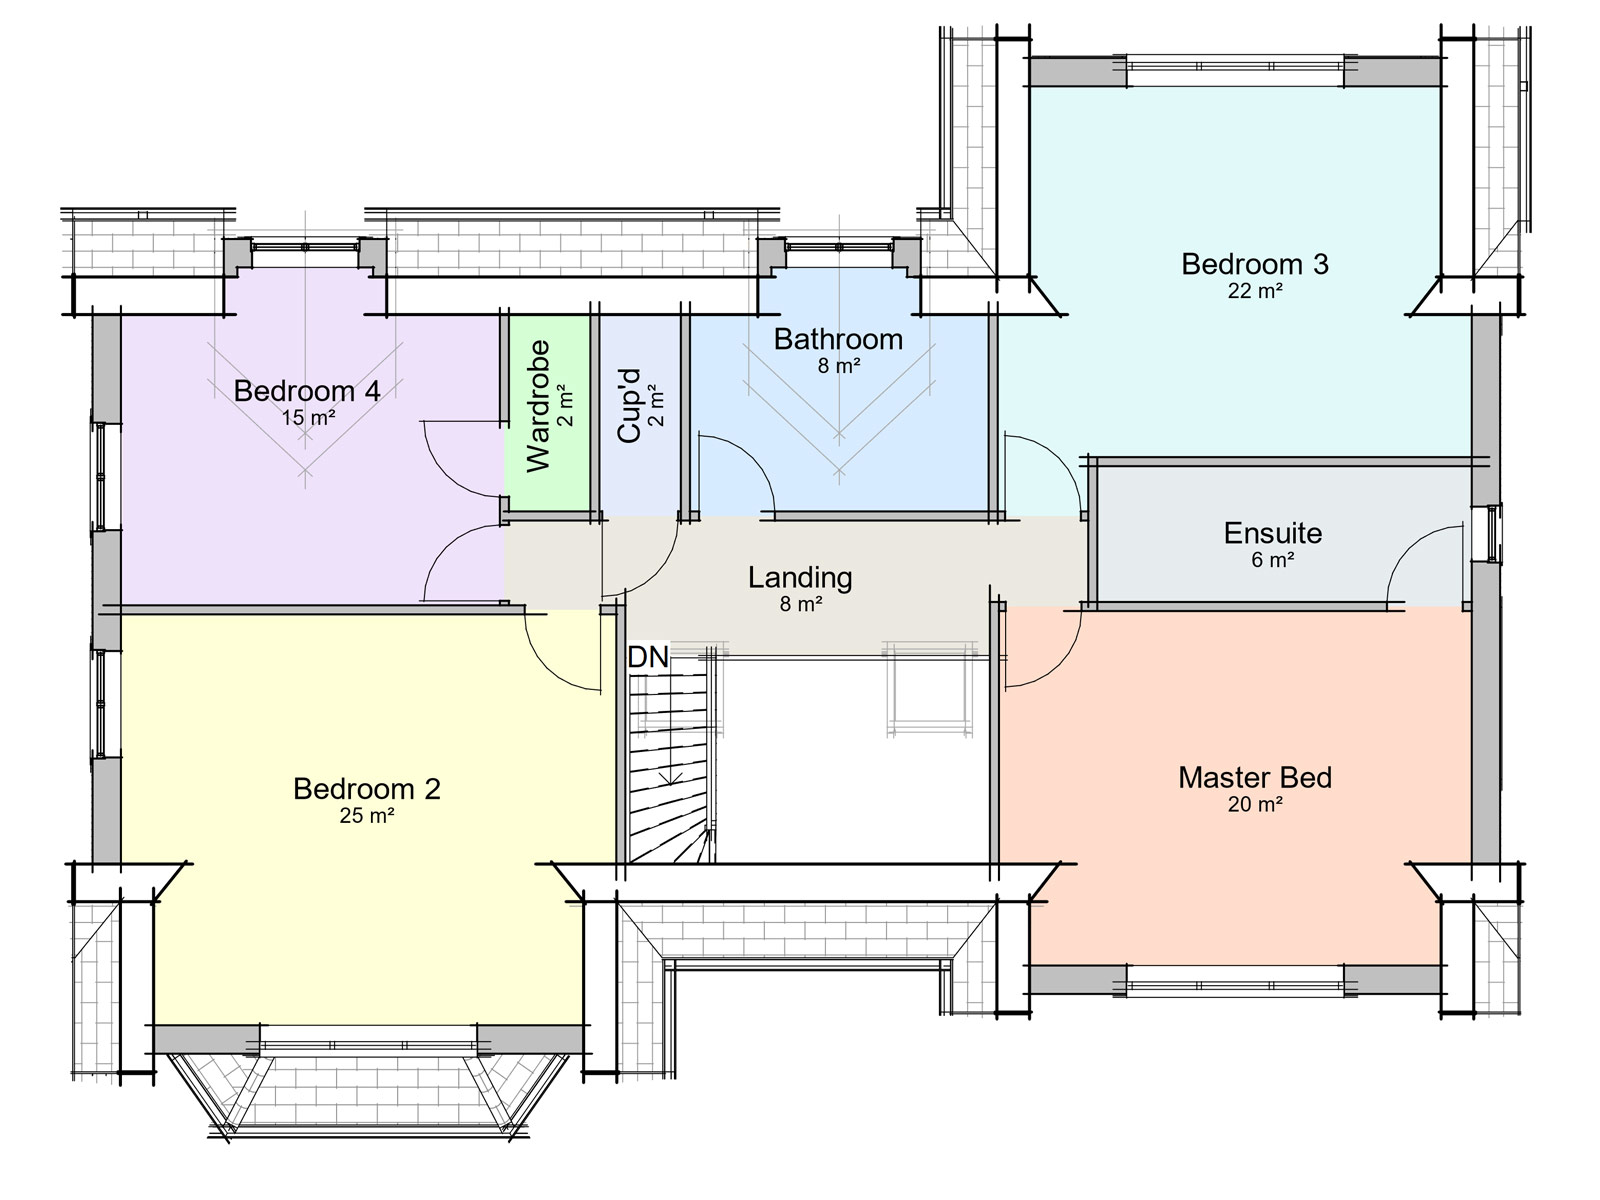 Bedroom 3
22 m²
Bedroom 4
15 m²
Wardrobe
2 m²
Cup'd
2 m²
Bathroom
8 m²
Ensuite
6 m²
Landing
8 m²
DN
Bedroom 2
25 m²
Master Bed
20 m²